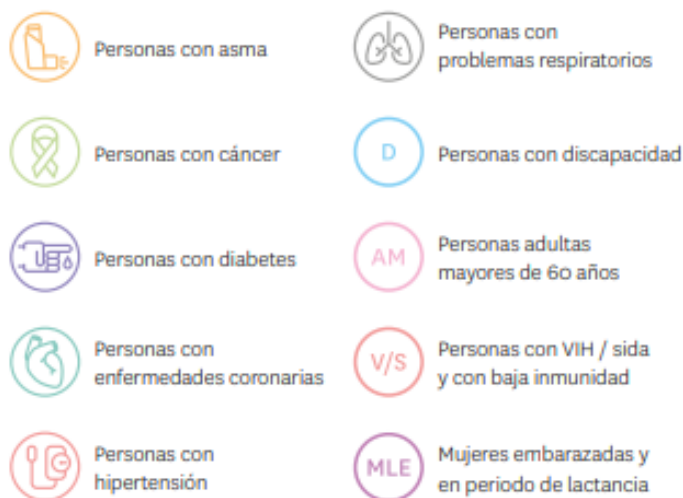 Personas con asma
Personas con
problemas respiratorios
Personas con cáncer
D
Personas con discapacidad
Personas con diabetes
AM
Personas adultas
mayores de 60 años
Personas con
enfermedades coronarias
V/S
Personas con VIH / sida
y con baja inmunidad
Personas con
hipertensión
MLE
Mujeres embarazadas y
en periodo de lactancia